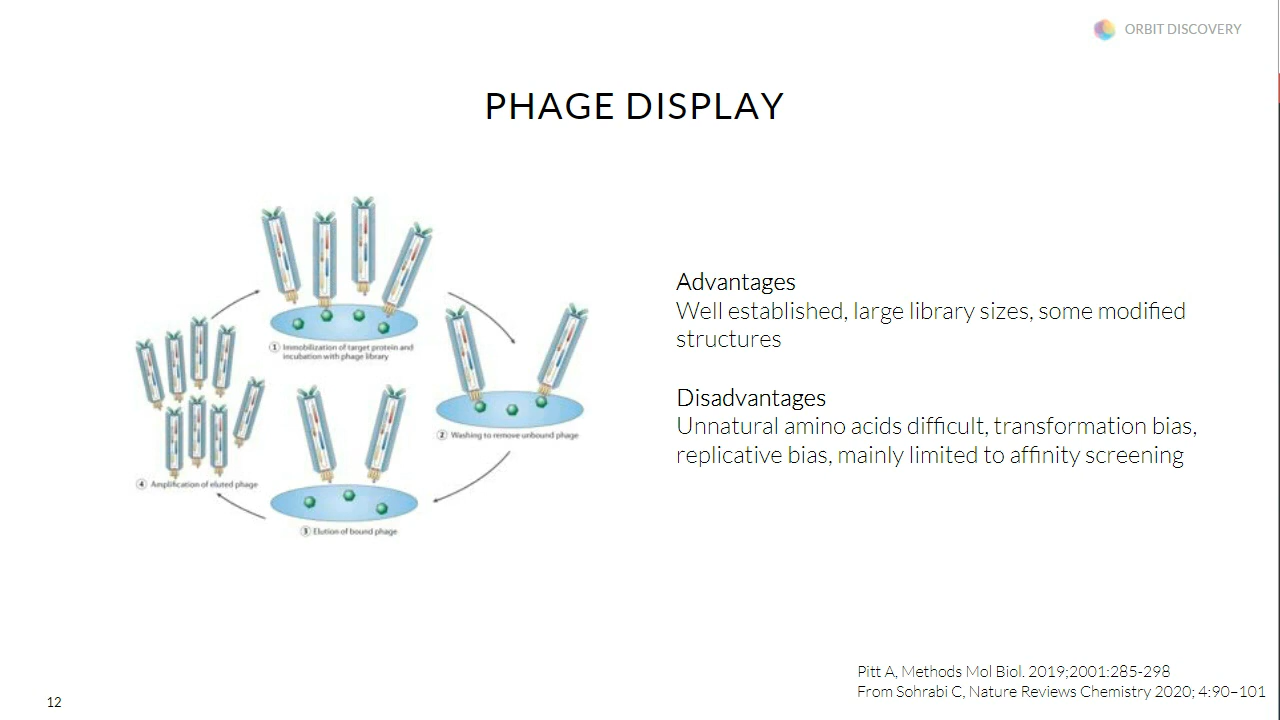 ORBIT DISCOVERY
PHAGE DISPLAY
① Immobilization of target protein and
incubation with phage library
② Washing to remove unbound phage
③ Elution of bound phage
④ Amplification of eluted phage
Advantages
Well established, large library sizes, some modified
structures
Disadvantages
Unnatural amino acids difficult, transformation bias,
replicative bias, mainly limited to affinity screening
Pitt A, Methods Mol Biol. 2019;2001:285-298
From Sohrabi C, Nature Reviews Chemistry 2020; 4:90–101
12